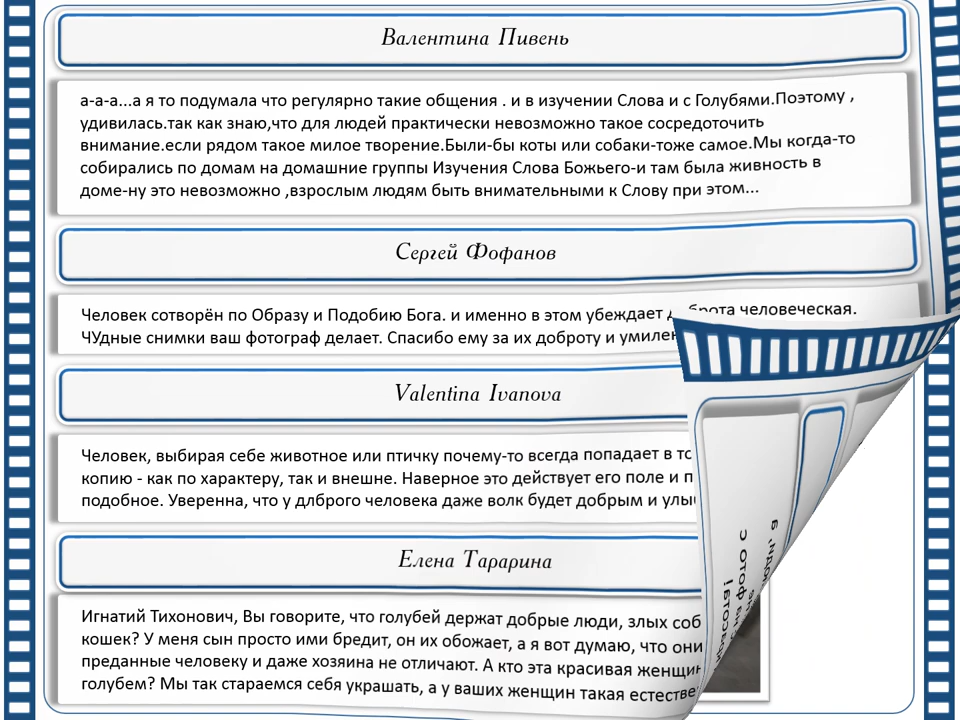 Валентина Пивень
а-а-а...а я то подумала что регулярно такие общения . и в изучении Слова и с Голубями.Поэтому ,
удивилась.так как знаю,что для людей практически невозможно такое сосредоточить
внимание.если рядом такое милое творение.Были-бы коты или собаки-тоже самое.Мы когда-то
собирались по домам на домашние группы Изучения Слова Божьего-и там была живность в
доме-ну это невозможно ,взрослым людям быть внимательными к Слову при этом...
Сергей Фофанов
Человек сотворён по Образу и Подобию Бога. и именно в этом убеждает человеческая.
ЧУдные снимки ваш фотограф делает. Спасибо ему за их доброту и
Valentina Ivanova
Человек, выбирая себе животное или птичку почему-то всегда попадает в
копию - как по характеру, так и внешне. Наверное это действует его поле и
подобное. Уверенна, что у длброго человека даже волк будет добрым и
Елена Тарарина
Игнатий Тихонович, Вы говорите, что голубей держат добрые люди, злых
кошек? У меня сын просто ими бредит, он их обожает, а я вот думаю, что они
преданные человеку и даже хозяина не отличают. А кто эта красивая
голубем? Мы так стараемся себя украшать, а у ваших женщин такая
фото с